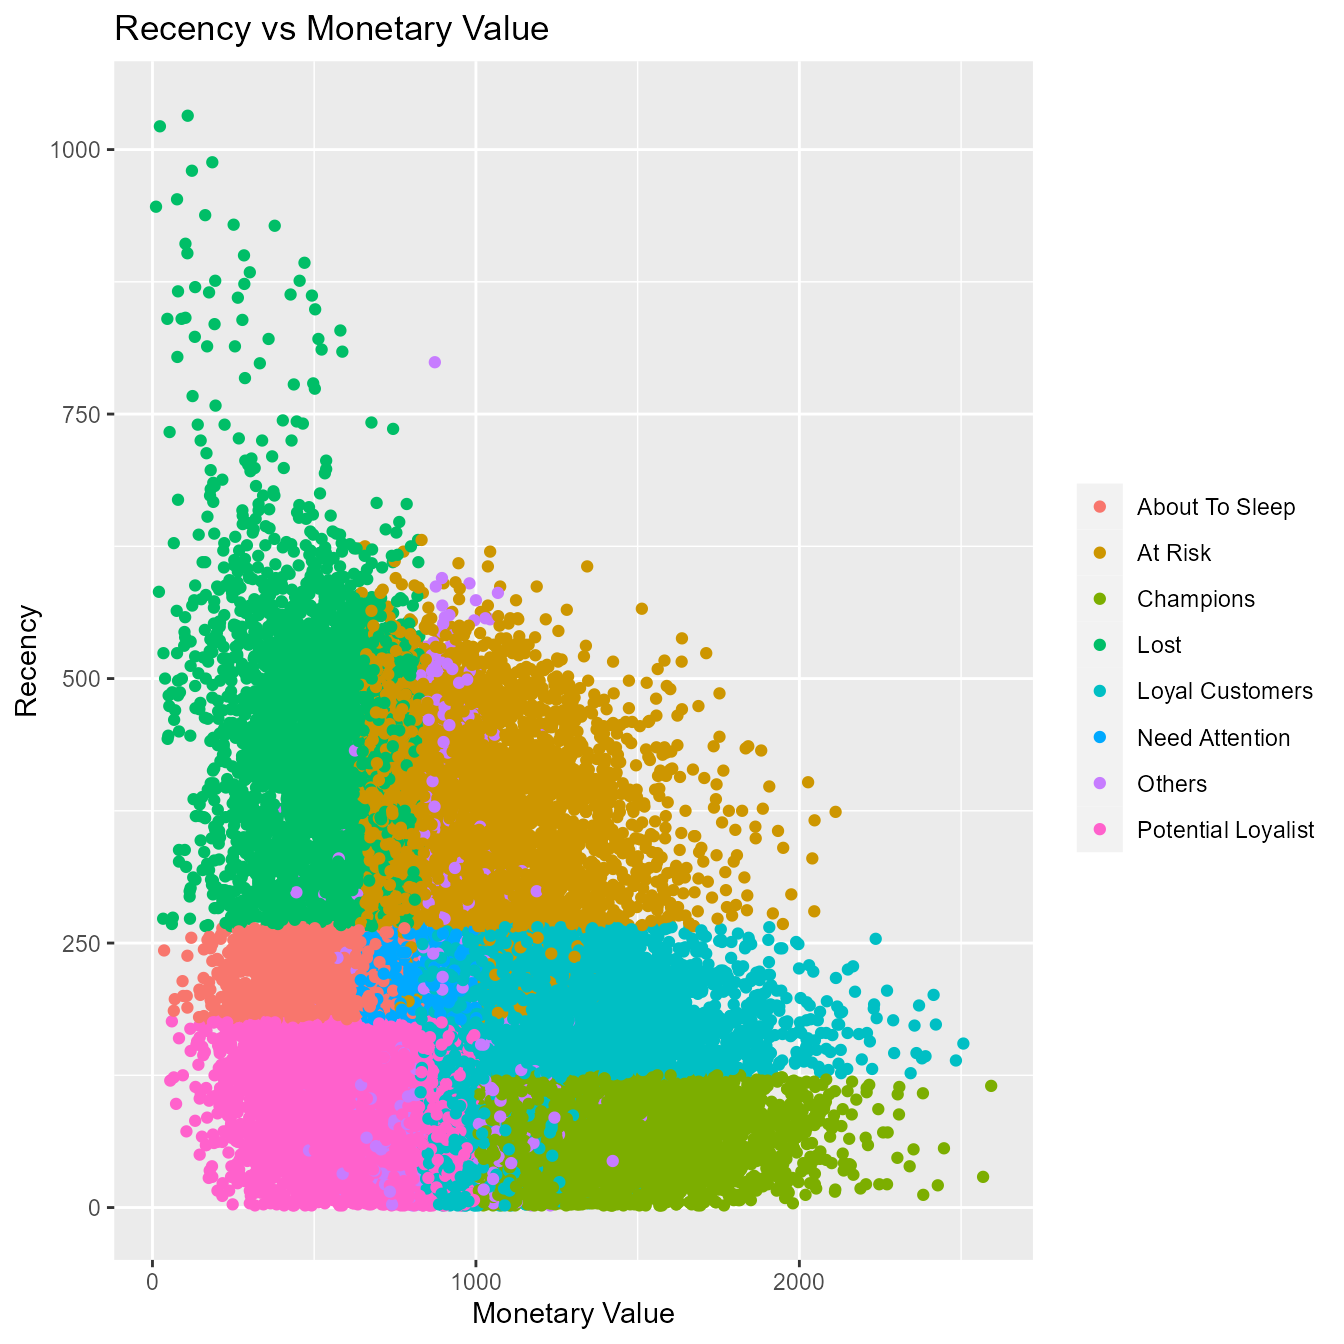 Recency vs Monetary Value
1000
750
500
250
0
Recency
0 1000 2000
Monetary Value
About To Sleep
At Risk
Champions
Lost
Loyal Customers
Need Attention
Others
Potential Loyalist